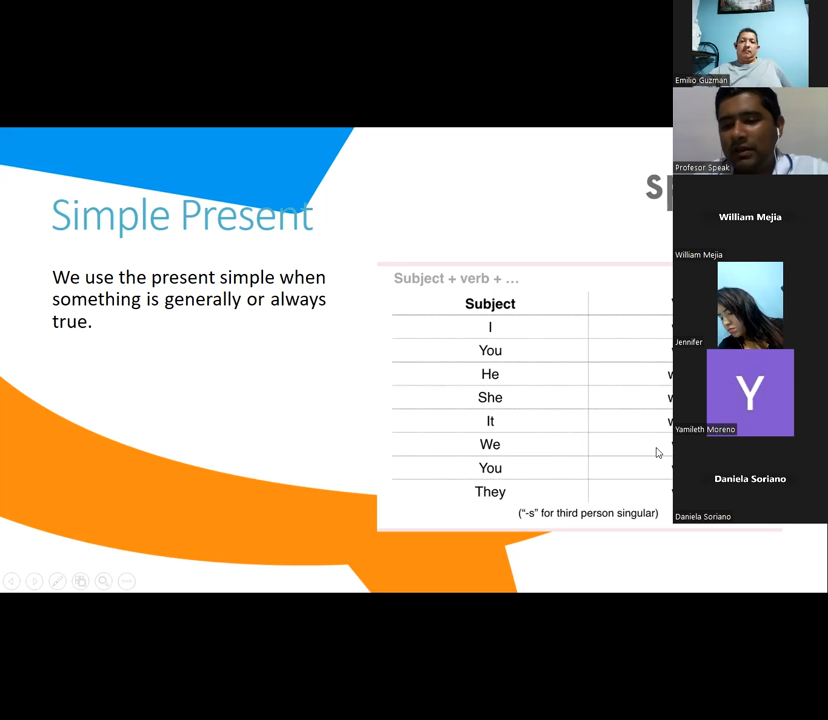 Simple Present
We use the present simple when
something is generally or always
true.
Subject + verb + ...
Subject
I
You
He
She
It
We
You
They
("-s" for third person singular)
Emilio Guzman
Profesor Speak
William Mejia
William Mejia
Jennifer
Y
Yamileth Moreno
Daniela Soriano
Daniela Soriano